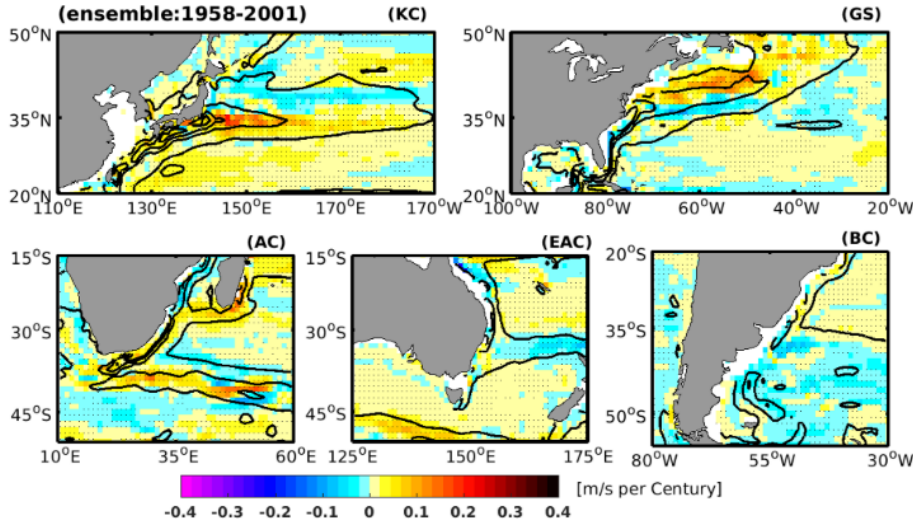 (ensemble:1958-2001)
(KC)
(GS)
50°N
35°N
20°N
110°E 130°E 150°E 170°E 170°W
50°N
35°N
20°N
100°W 80°W 60°W 40°W 20°W
(AC)
(EAC)
(BC)
15°S
30°S
45°S
10°E 35°E 60°E
15°S
30°S
45°S
125°E 150°E 175°E
20°S
35°S
50°S
80°W 55°W 30°W
-0.4 -0.3 -0.2 -0.1 0 0.1 0.2 0.3 0.4
[m/s per Century]